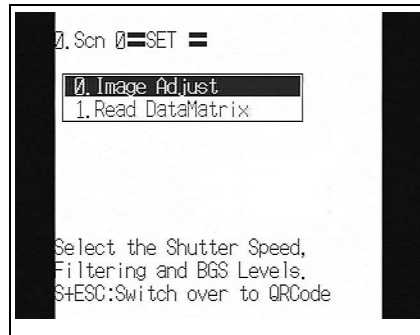 0.Scn 0=SET =
0.Image Adjust
1.Read DataMatrix
Select the Shutter Speed,
Filtering and BGS Levels.
S+ESC:Switch over to QRCode